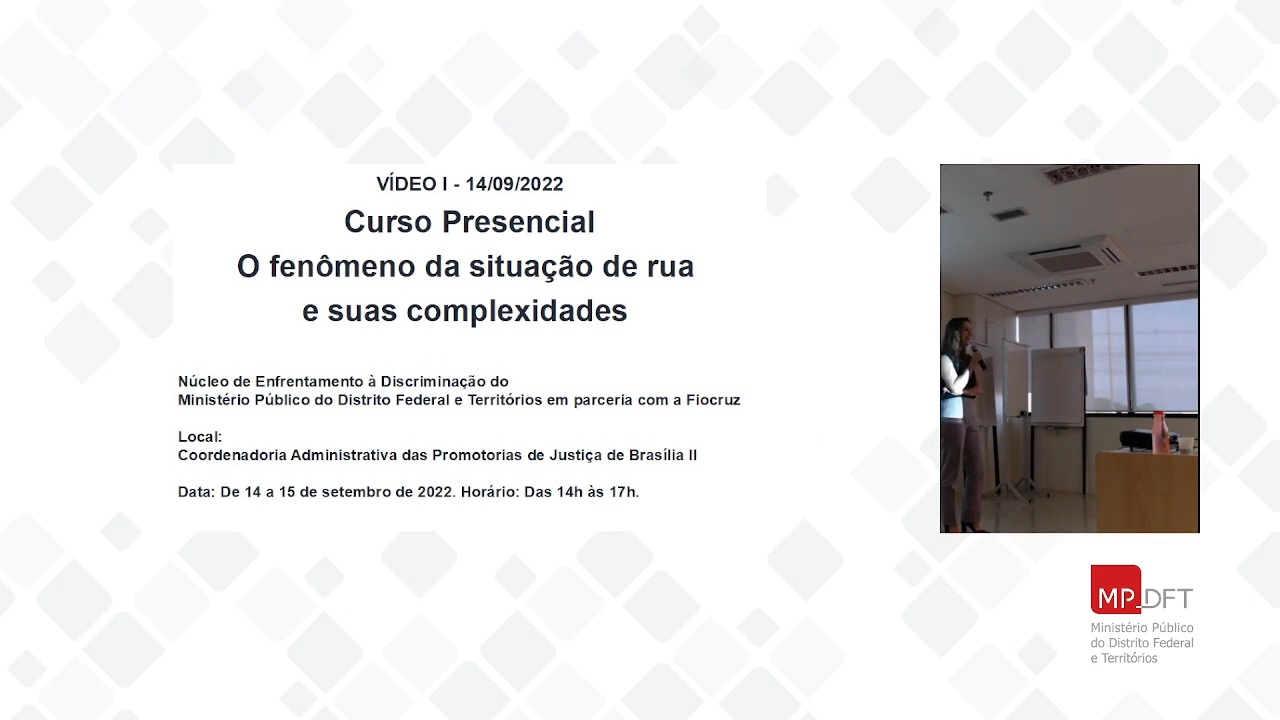 VÍDEO I - 14/09/2022
Curso Presencial
O fenômeno da situação de rua
e suas complexidades
Núcleo de Enfrentamento à Discriminação do
Ministério Público do Distrito Federal e Territórios em parceria com a Fiocruz
Local:
Coordenadoria Administrativa das Promotorias de Justiça de Brasília II
Data: De 14 a 15 de setembro de 2022. Horário: Das 14h às 17h.
MPDFT
Ministério Público
do Distrito Federal
e Territórios